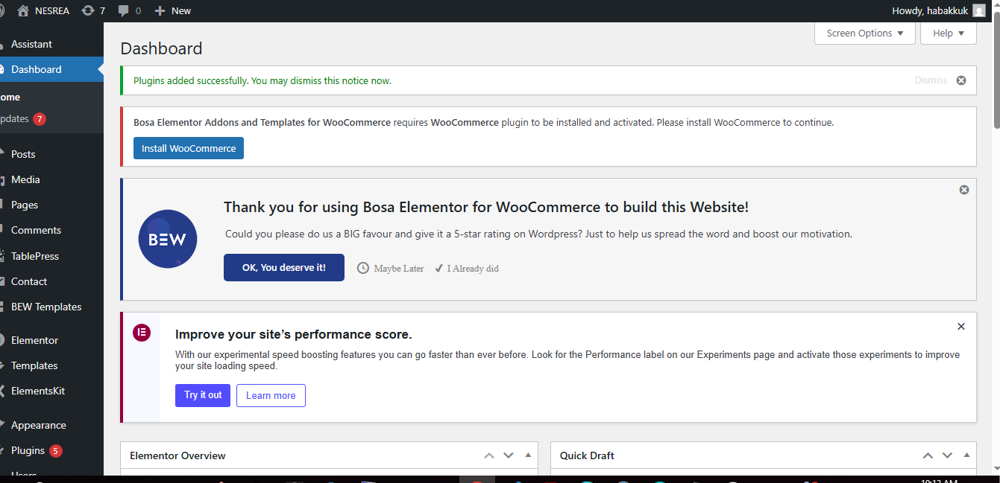 NESREA 7 0 New Howdy, habakkuk
Screen Options Help
Assistant
Dashboard
ome
pdates 7
Posts
Media
Pages
Comments
TablePress
Contact
BEW Templates
Elementor
Templates
ElementsKit
Appearance
Plugins 5
Users
Dashboard
Plugins added successfully. You may dismiss this notice now. Dismiss
Bosa Elementor Addons and Templates for WooCommerce requires WooCommerce plugin to be installed and activated. Please install WooCommerce to continue.
Install WooCommerce
BEW
Thank you for using Bosa Elementor for WooCommerce to build this Website!
Could you please do us a BIG favour and give it a 5-star rating on Wordpress? Just to help us spread the word and boost our motivation.
OK, You deserve it! Maybe Later I Already did
Improve your site’s performance score.
With our experimental speed boosting features you can go faster than ever before. Look for the Performance label on our Experiments page and activate those experiments to improve
your site loading speed.
Try it out Learn more
Elementor Overview
Quick Draft
10:12 AM